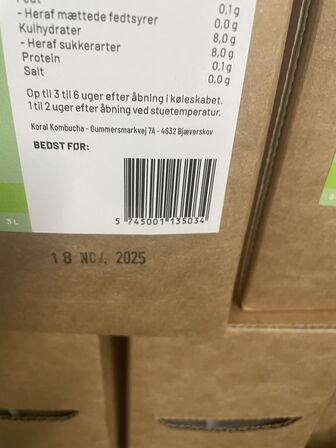 0,1g
- Heraf mættede fedtsyrer 0,0g
Kulhydrater 8,0g
- Heraf sukkerarter 8,0g
Protein 0,1g
Salt 0,0g
Op til 3 til 6 uger efter åbning i køleskabet.
1 til 2 uger efter åbning ved stuetemperatur.
Koral Kombucha - Gummersmarkvej 7A - 4632 Bjæverskov
BEDST FØR:
5 745001 135034
3 L
18 NOV. 2025